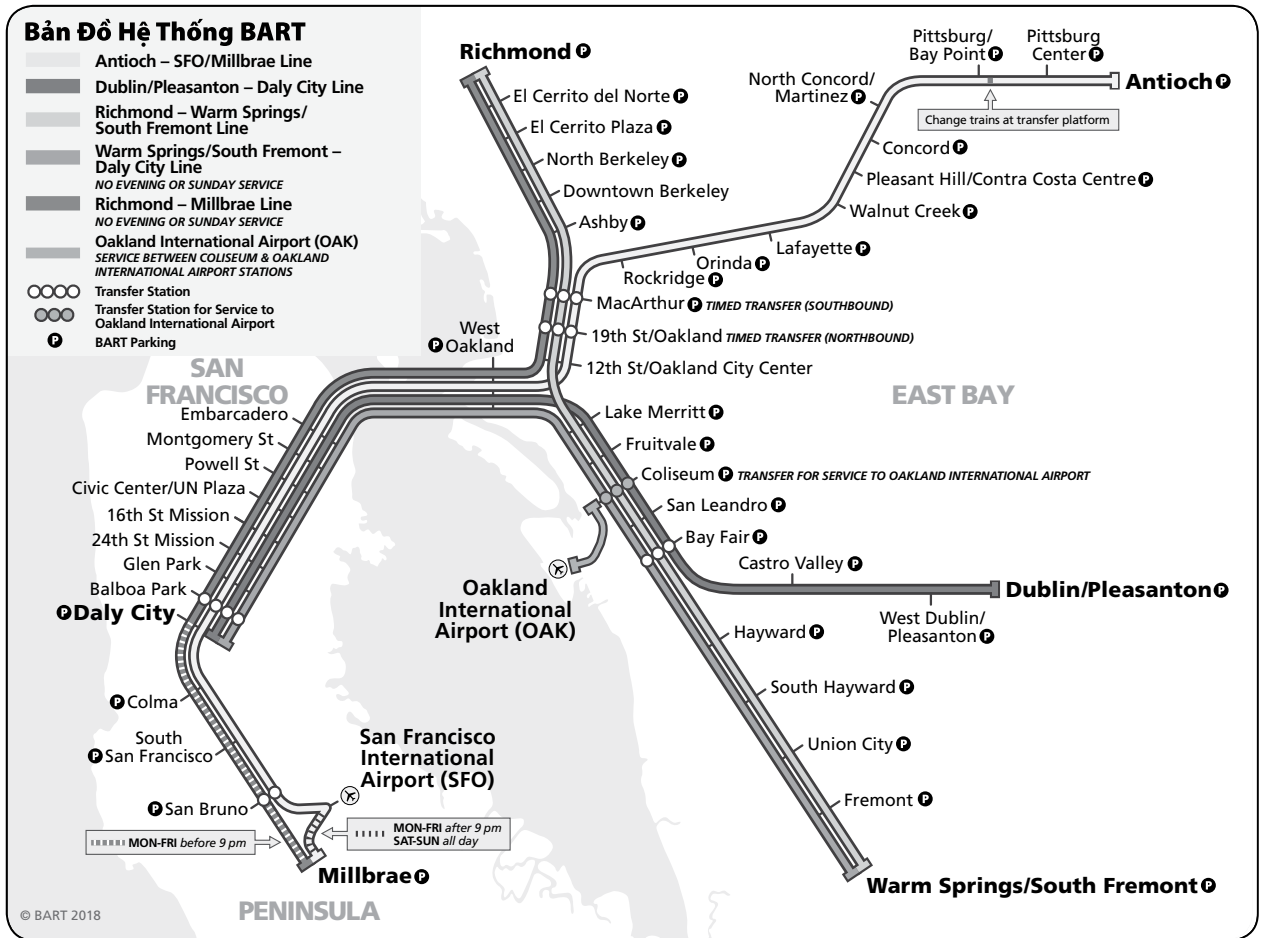 Bản Đồ Hệ Thống BART
Antioch – SFO/Millbrae Line
Dublin/Pleasanton – Daly City Line
Richmond – Warm Springs/
South Fremont Line
Warm Springs/South Fremont –
Daly City Line
NO EVENING OR SUNDAY SERVICE
Richmond – Millbrae Line
NO EVENING OR SUNDAY SERVICE
Oakland International Airport (OAK)
SERVICE BETWEEN COLISEUM & OAKLAND
INTERNATIONAL AIRPORT STATIONS
Transfer Station
Transfer Station for Service to
Oakland International Airport
P BART Parking
Richmond P
El Cerrito del Norte P
El Cerrito Plaza P
North Berkeley P
Downtown Berkeley
Ashby P
Pittsburg/
Bay Point P
Pittsburg
Center P
Antioch P
North Concord/
Martinez P
Change trains at transfer platform
Concord P
Pleasant Hill/Contra Costa Centre P
Walnut Creek P
Lafayette P
Orinda P
Rockridge P
MacArthur P TIMED TRANSFER (SOUTHBOUND)
19th St/Oakland TIMED TRANSFER (NORTHBOUND)
12th St/Oakland City Center
West
P Oakland
SAN
FRANCISCO
EAST BAY
Embarcadero
Montgomery St
Powell St
Civic Center/UN Plaza
16th St Mission
24th St Mission
Glen Park
Balboa Park
P Daly City
Lake Merritt P
Fruitvale P
Coliseum P TRANSFER FOR SERVICE TO OAKLAND INTERNATIONAL AIRPORT
San Leandro P
Bay Fair P
Castro Valley P
Dublin/Pleasanton P
West Dublin/
Pleasanton P
Oakland
International
Airport (OAK)
Hayward P
South Hayward P
Union City P
Fremont P
Warm Springs/South Fremont P
P Colma
South
P San Francisco
San Francisco
International
Airport (SFO)
P San Bruno
MON-FRI before 9 pm
MON-FRI after 9 pm
SAT-SUN all day
Millbrae P
PENINSULA
© BART 2018